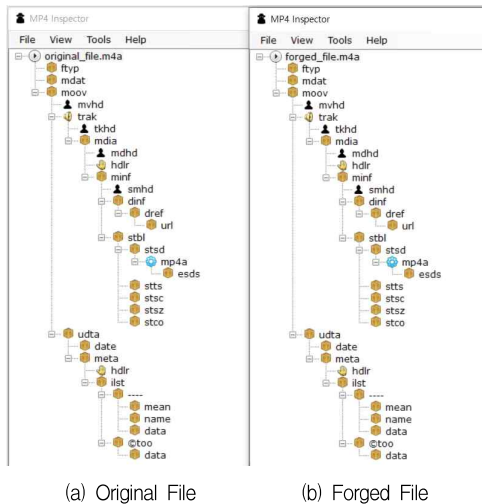 MP4 Inspector
File View Tools Help
original_file.m4a
ftyp
mdat
moov
mvhd
trak
tkhd
mdia
mdhd
hdlr
minf
smhd
dinf
dref
url
stbl
stsd
mp4a
esds
stts
stsc
stsz
stco
udta
date
meta
hdlr
ilst
----
mean
name
data
©too
data
(a) Original File
MP4 Inspector
File View Tools Help
forged_file.m4a
ftyp
mdat
moov
mvhd
trak
tkhd
mdia
mdhd
hdlr
minf
smhd
dinf
dref
url
stbl
stsd
mp4a
esds
stts
stsc
stsz
stco
udta
date
meta
hdlr
ilst
----
mean
name
data
©too
data
(b) Forged File